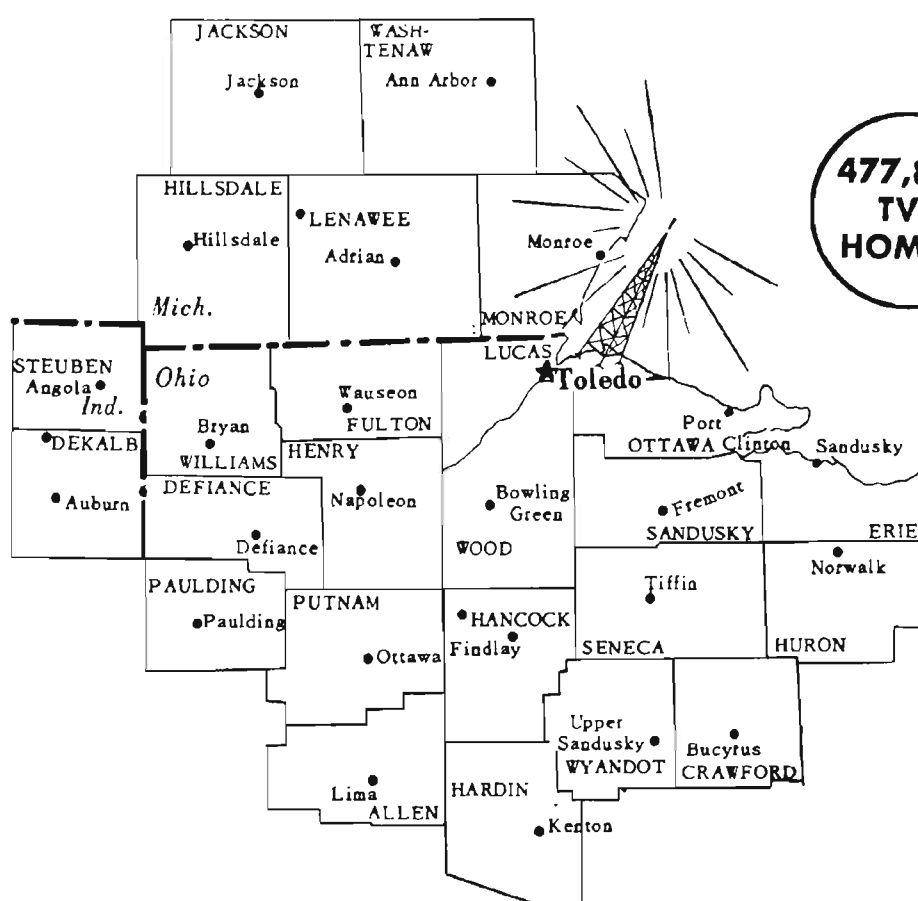 JACKSON
Jackson
WASH-
TENAW
Ann Arbor
HILLSDALE
Hillsdale
Mich.
LENAWEE
Adrian
Monroe
MONROE
TV
STEUBEN
Angola
Ind.
DEKALB
Auburn
Ohio
Bryan
WILLIAMS
Wauseon
FULTON
LUCAS
Toledo
HENRY
Napoleon
DEFIANCE
Defiance
Bowling
Green
WOOD
Port
Clinton
OTTAWA
Sandusky
Fremont
SANDUSKY
ERIE
Norwalk
HURON
PAULDING
Paulding
PUTNAM
Ottawa
HANCOCK
Findlay
Tiffin
SENECA
Upper
Sandusky
WYANDOT
Bucyrus
CRAWFORD
Lima
ALLEN
HARDIN
Kenton